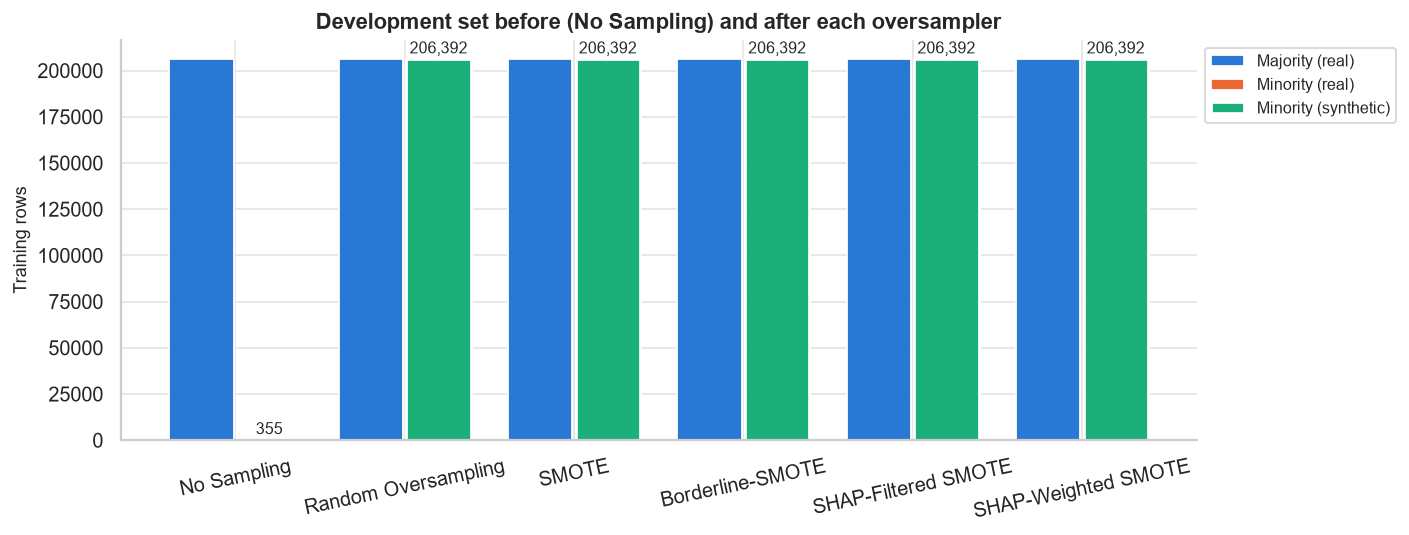 Development set before (No Sampling) and after each oversampler
Training rows
200000
175000
150000
125000
100000
75000
50000
25000
0
355
206,392
206,392
206,392
206,392
206,392
No Sampling
Random Oversampling
SMOTE
Borderline-SMOTE
SHAP-Filtered SMOTE
SHAP-Weighted SMOTE
Majority (real)
Minority (real)
Minority (synthetic)